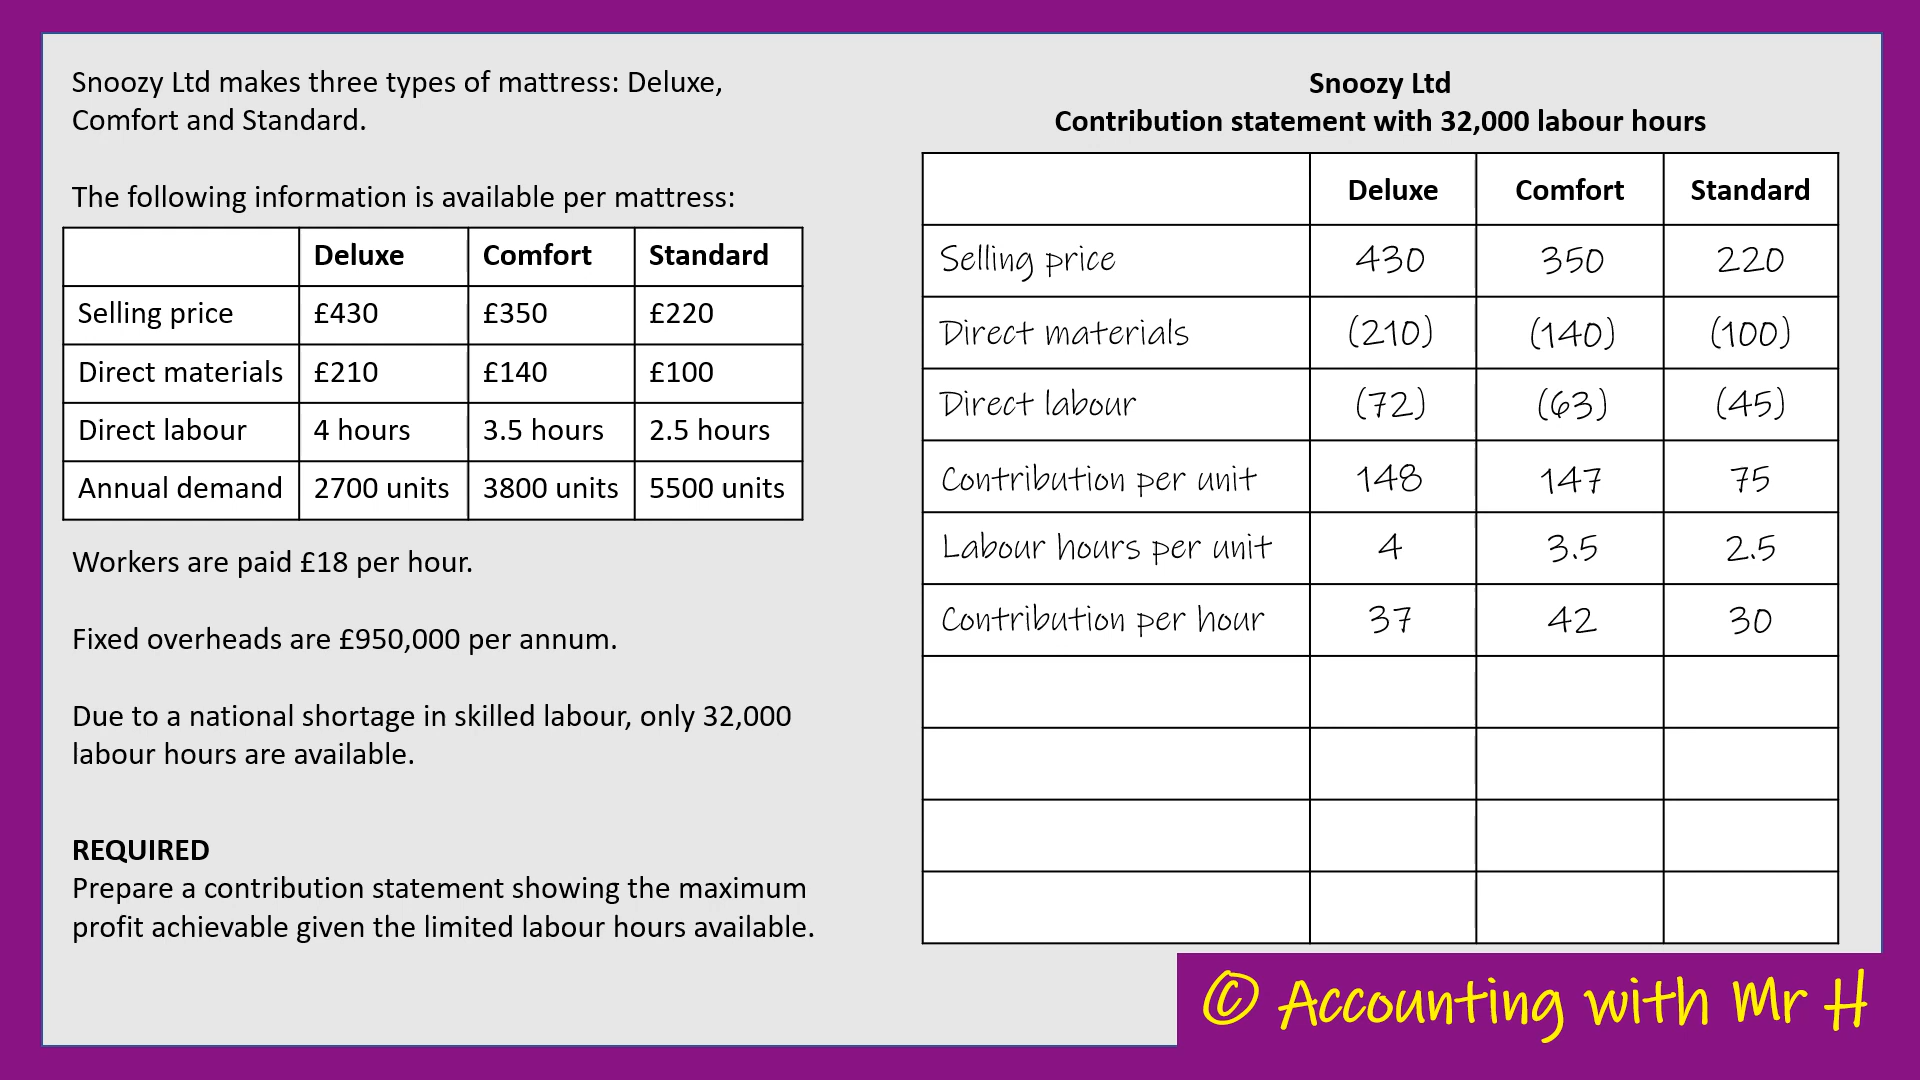 Snoozy Ltd makes three types of mattress: Deluxe,
Comfort and Standard.
The following information is available per mattress:
Deluxe Comfort Standard
Selling price £430 £350 £220
Direct materials £210 £140 £100
Direct labour 4 hours 3.5 hours 2.5 hours
Annual demand 2700 units 3800 units 5500 units
Workers are paid £18 per hour.
Fixed overheads are £950,000 per annum.
Due to a national shortage in skilled labour, only 32,000
labour hours are available.
REQUIRED
Prepare a contribution statement showing the maximum
profit achievable given the limited labour hours available.
Snoozy Ltd
Contribution statement with 32,000 labour hours
Deluxe Comfort Standard
Selling price 430 350 220
Direct materials (210) (140) (100)
Direct labour (72) (63) (45)
Contribution per unit 148 147 75
Labour hours per unit 4 3.5 2.5
Contribution per hour 37 42 30
© Accounting with Mr H